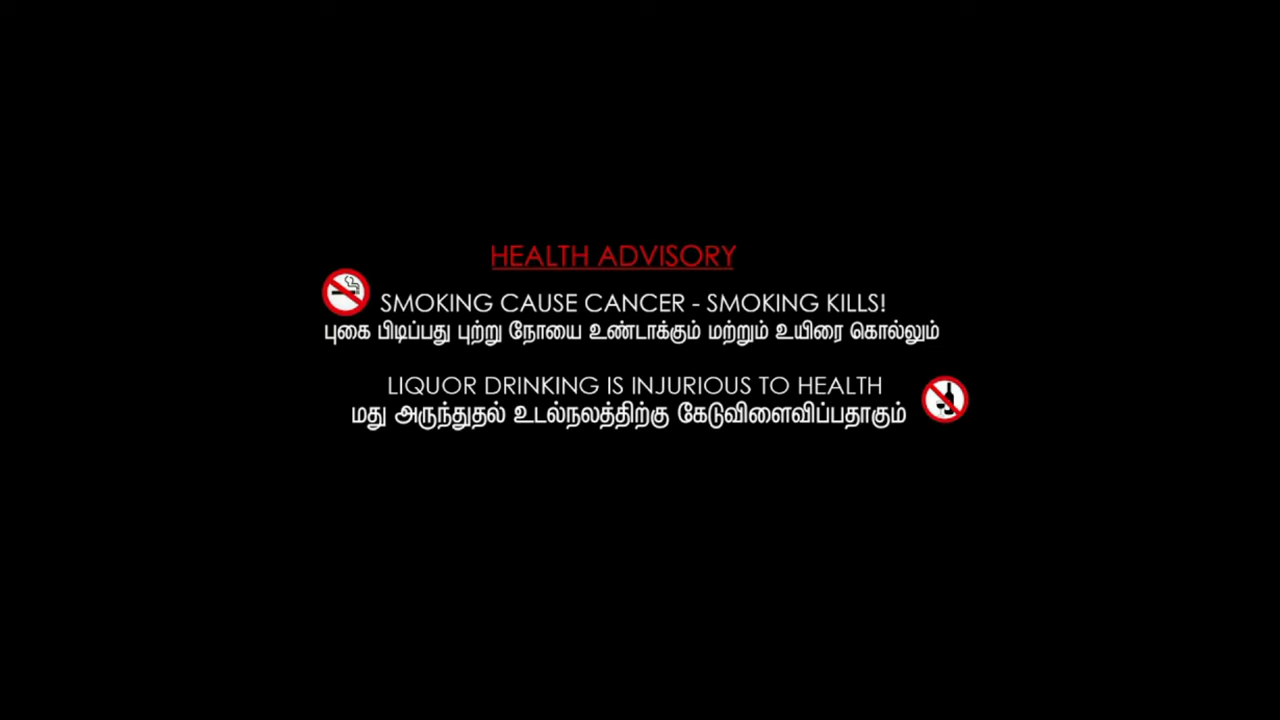 HEALTH ADVISORY
SMOKING CAUSE CANCER - SMOKING KILLS!
புகை பிடிப்பது புற்று நோயை உண்டாக்கும் மற்றும் உயிரை கொல்லும்
LIQUOR DRINKING IS INJURIOUS TO HEALTH
மது அருந்துதல் உடல்நலத்திற்கு கேடுவிளைவிப்பதாகும்